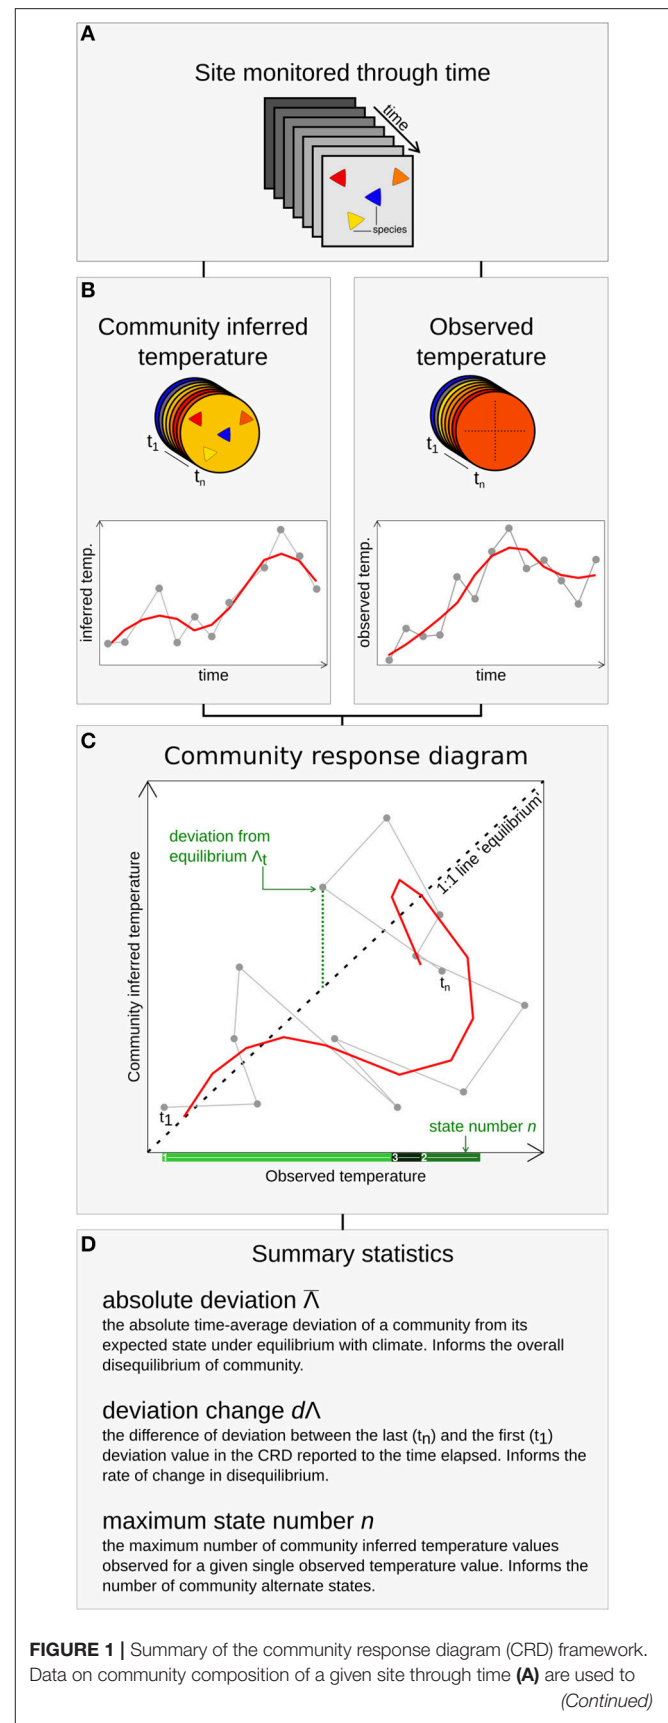 A
Site monitored through time
time
species
B
Community inferred
temperature
t1
tn
inferred temp.
time
Observed
temperature
t1
tn
observed temp.
time
C
Community response diagram
deviation from
equilibrium Λt
1:1 line 'equilibrium'
Community inferred temperature
tn
t1
state number n
1
3
2
Observed temperature
D
Summary statistics
absolute deviation Λ̅
the absolute time-average deviation of a community from its
expected state under equilibrium with climate. Informs the overall
disequilibrium of community.
deviation change dΛ
the difference of deviation between the last (tn) and the first (t1)
deviation value in the CRD reported to the time elapsed. Informs the
rate of change in disequilibrium.
maximum state number n
the maximum number of community inferred temperature values
observed for a given single observed temperature value. Informs the
number of community alternate states.
FIGURE 1 | Summary of the community response diagram (CRD) framework.
Data on community composition of a given site through time (A) are used to
(Continued)